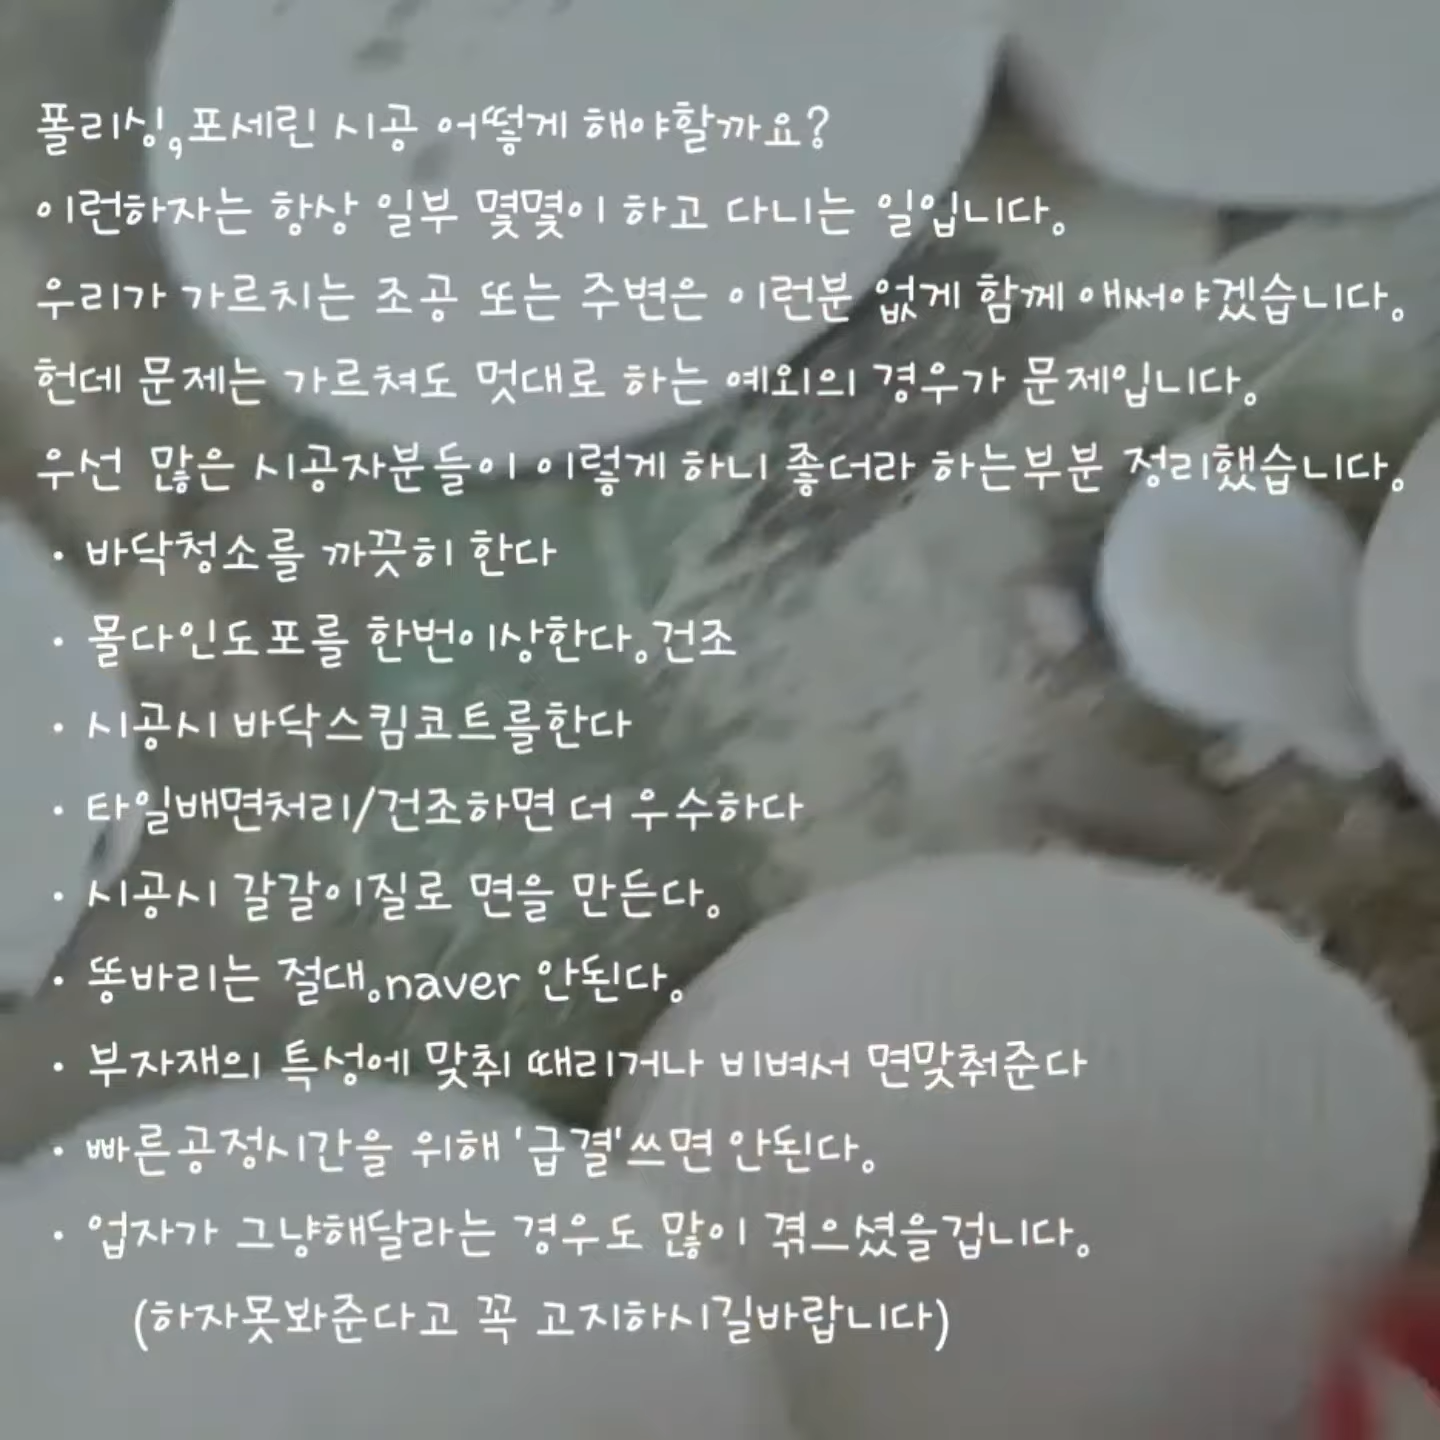 폴리싱,포세린 시공 어떻게 해야할까요?
이런하자는 항상 일부 몇몇이 하고 다니는 일입니다.
우리가 가르치는 조공 또는 주변은 이런분 없게 함께 애써야겠습니다.
헌데 문제는 가르쳐도 멋대로 하는 예외의 경우가 문제입니다.
우선 많은 시공자분들이 이렇게 하니 좋더라 하는부분 정리했습니다.
· 바닥청소를 까끗히 한다
· 몰다인도포를 한번이상한다.건조
· 시공시 바닥스킴코트를한다
· 타일배면처리/건조하면 더 우수하다
· 시공시 갈갈이질로 면을 만든다.
· 똥바리는 절대.naver 안된다.
· 부자재의 특성에 맞취 때리거나 비벼서 면맞춰준다
· 빠른공정시간을 위해 '급결'쓰면 안된다.
· 업자가 그냥해달라는 경우도 많이 겪으셨을겁니다.
(하자못봐준다고 꼭 고지하시길바랍니다)